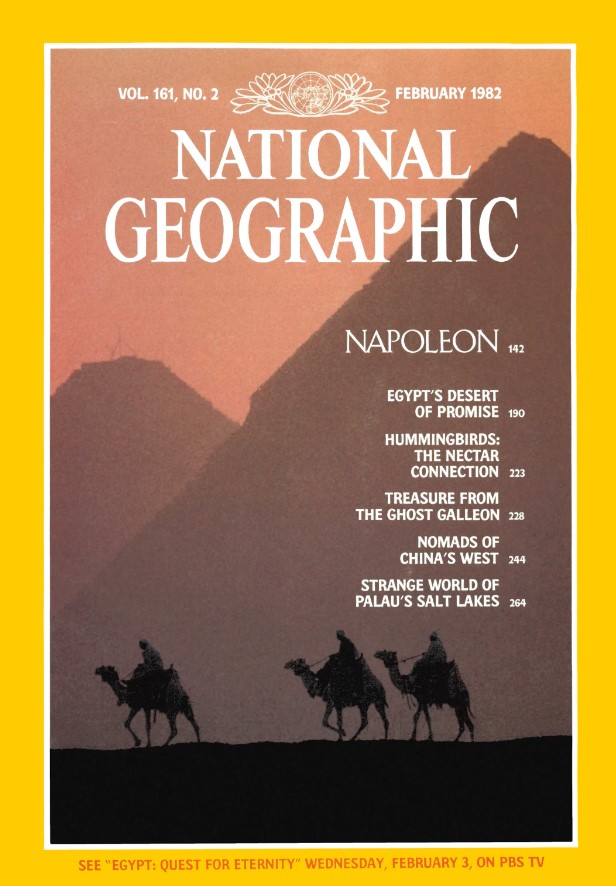 VOL. 161, NO. 2 FEBRUARY 1982
NATIONAL
GEOGRAPHIC
NAPOLEON 142
EGYPT'S DESERT
OF PROMISE 190
HUMMINGBIRDS:
THE NECTAR
CONNECTION 223
TREASURE FROM
THE GHOST GALLEON 228
NOMADS OF
CHINA'S WEST 244
STRANGE WORLD OF
PALAU'S SALT LAKES 264
SEE "EGYPT: QUEST FOR ETERNITY" WEDNESDAY, FEBRUARY 3, ON PBS TV